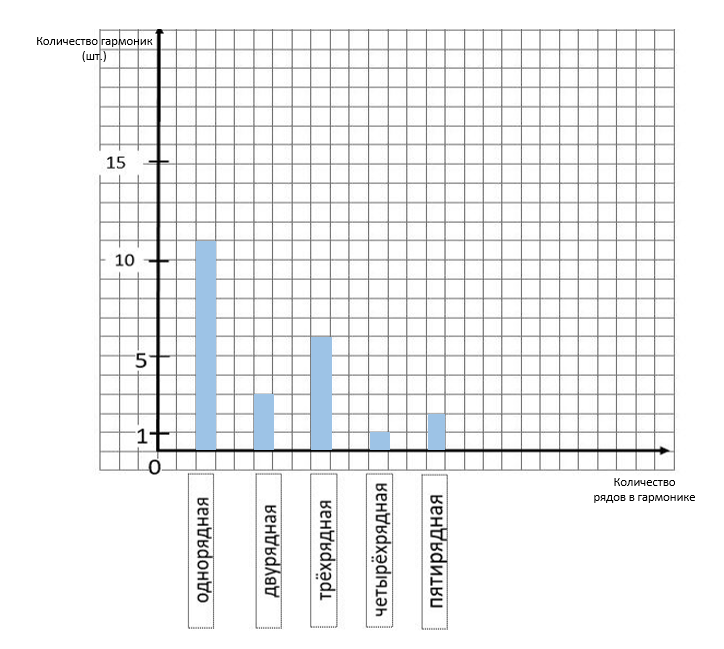 Количество гармоник
(шт.)
15
10
5
1
0
Количество
рядов в гармонике
однорядная
двурядная
трёхрядная
четырёхрядная
пятирядная